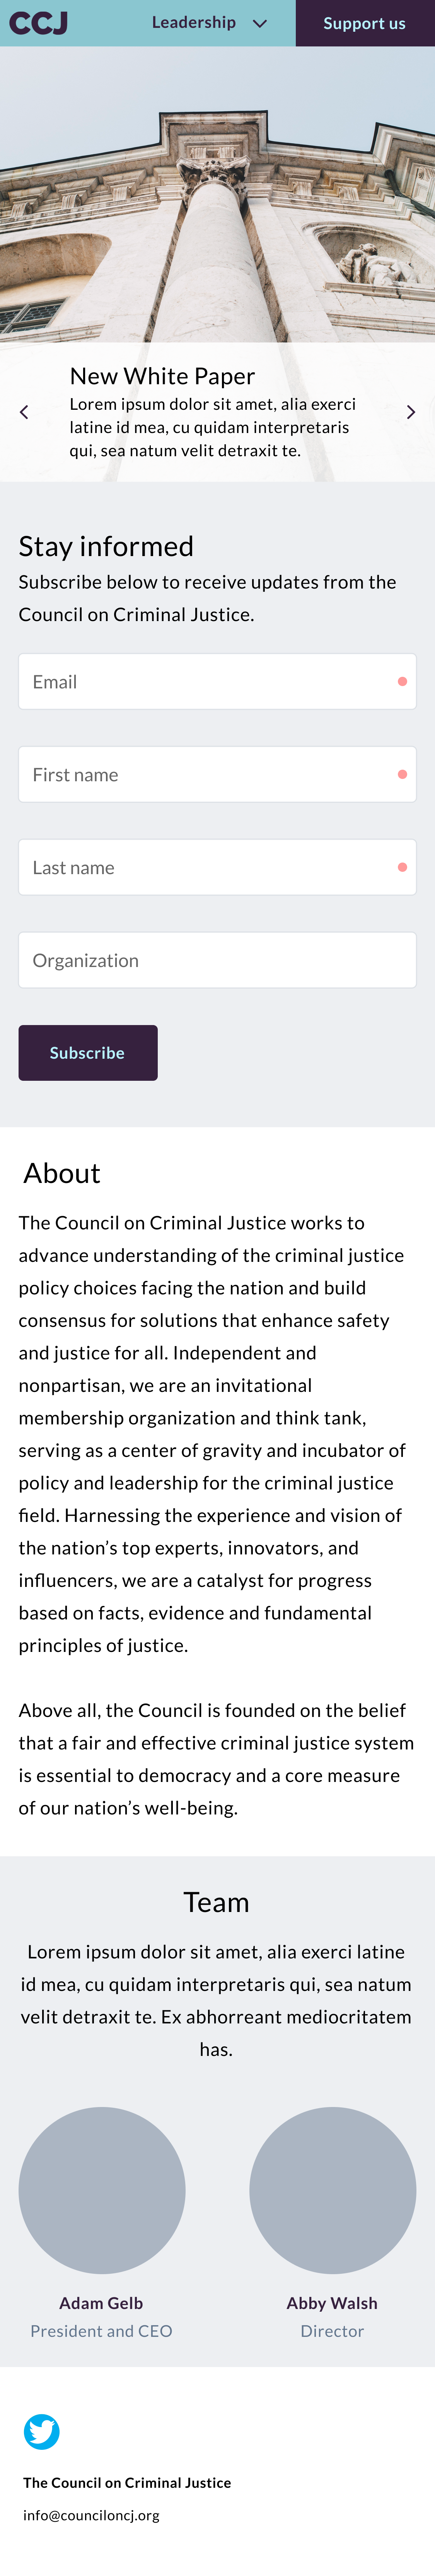 CCJ
Leadership
Support us
New White Paper
Lorem ipsum dolor sit amet, alia exerci
latine id mea, cu quidam interpretaris
qui, sea natum velit detraxit te.
Stay informed
Subscribe below to receive updates from the
Council on Criminal Justice.
Email
First name
Last name
Organization
Subscribe
About
The Council on Criminal Justice works to
advance understanding of the criminal justice
policy choices facing the nation and build
consensus for solutions that enhance safety
and justice for all. Independent and
nonpartisan, we are an invitational
membership organization and think tank,
serving as a center of gravity and incubator of
policy and leadership for the criminal justice
field. Harnessing the experience and vision of
the nation’s top experts, innovators, and
influencers, we are a catalyst for progress
based on facts, evidence and fundamental
principles of justice.
Above all, the Council is founded on the belief
that a fair and effective criminal justice system
is essential to democracy and a core measure
of our nation’s well-being.
Team
Lorem ipsum dolor sit amet, alia exerci latine
id mea, cu quidam interpretaris qui, sea natum
velit detraxit te. Ex abhorreant mediocritatem
has.
Adam Gelb
President and CEO
Abby Walsh
Director
The Council on Criminal Justice
info@counciloncj.org